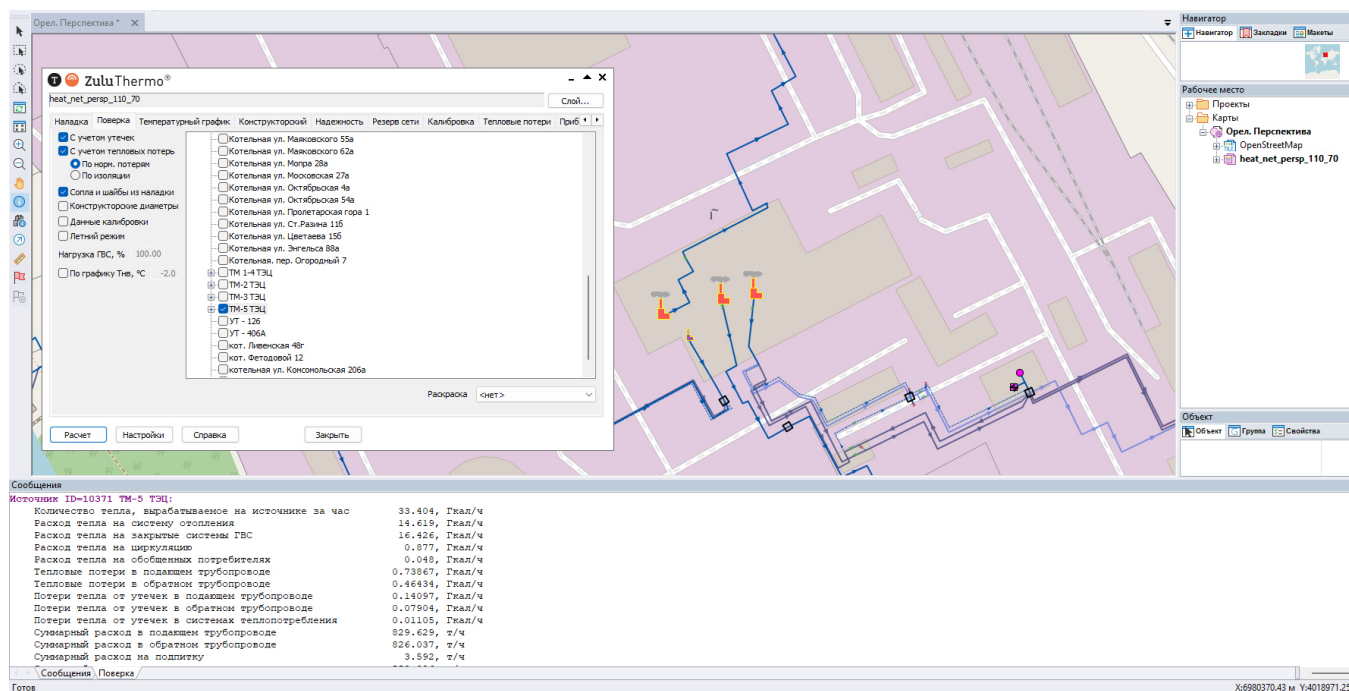 Орел. Перспектива *
ZuluThermo®
heat_net_persp_110_70
Слой...
Наладка Поверка Температурный график Конструкторский Надежность Резерв сети Калибровка Тепловые потери Приб
С учетом утечек
С учетом тепловых потерь
По норм. потерям
По изоляции
Сопла и шайбы из наладки
Конструкторские диаметры
Данные калибровки
Летний режим
Нагрузка ГВС, % 100.00
По графику Тнв, °С -2.0
Котельная ул. Маяковского 55а
Котельная ул. Маяковского 62а
Котельная ул. Мопра 28а
Котельная ул. Московская 27а
Котельная ул. Октябрьская 4а
Котельная ул. Октябрьская 54а
Котельная ул. Пролетарская гора 1
Котельная ул. Ст.Разина 11б
Котельная ул. Цветаева 15б
Котельная ул. Энгельса 88а
Котельная. пер. Огородный 7
ТМ 1-4 ТЭЦ
ТМ-2 ТЭЦ
ТМ-3 ТЭЦ
ТМ-5 ТЭЦ
УТ - 126
УТ - 406А
кот. Ливенская 48г
кот. Фетодовой 12
котельная ул. Консомольская 206а
Раскраска <нет>
Расчет Настройки Справка Закрыть
Навигатор
Навигатор Закладки Макеты
Рабочее место
Проекты
Карты
Орел. Перспектива
OpenStreetMap
heat_net_persp_110_70
Объект
Объект Группа Свойства
Сообщения
Источник ID=10371 ТМ-5 ТЭЦ:
Количество тепла, вырабатываемое на источнике за час 33.404, Гкал/ч
Расход тепла на систему отопления 14.619, Гкал/ч
Расход тепла на закрытые системы ГВС 16.426, Гкал/ч
Расход тепла на циркуляцию 0.877, Гкал/ч
Расход тепла на обобщенных потребителях 0.048, Гкал/ч
Тепловые потери в подающем трубопроводе 0.73867, Гкал/ч
Тепловые потери в обратном трубопроводе 0.46434, Гкал/ч
Потери тепла от утечек в подающем трубопроводе 0.14097, Гкал/ч
Потери тепла от утечек в обратном трубопроводе 0.07904, Гкал/ч
Потери тепла от утечек в системах теплопотребления 0.01105, Гкал/ч
Суммарный расход в подающем трубопроводе 829.629, т/ч
Суммарный расход в обратном трубопроводе 826.037, т/ч
Суммарный расход на подпитку 3.592, т/ч
Сообщения Поверка
Готов
X:6980370.43 м Y:4018971.25